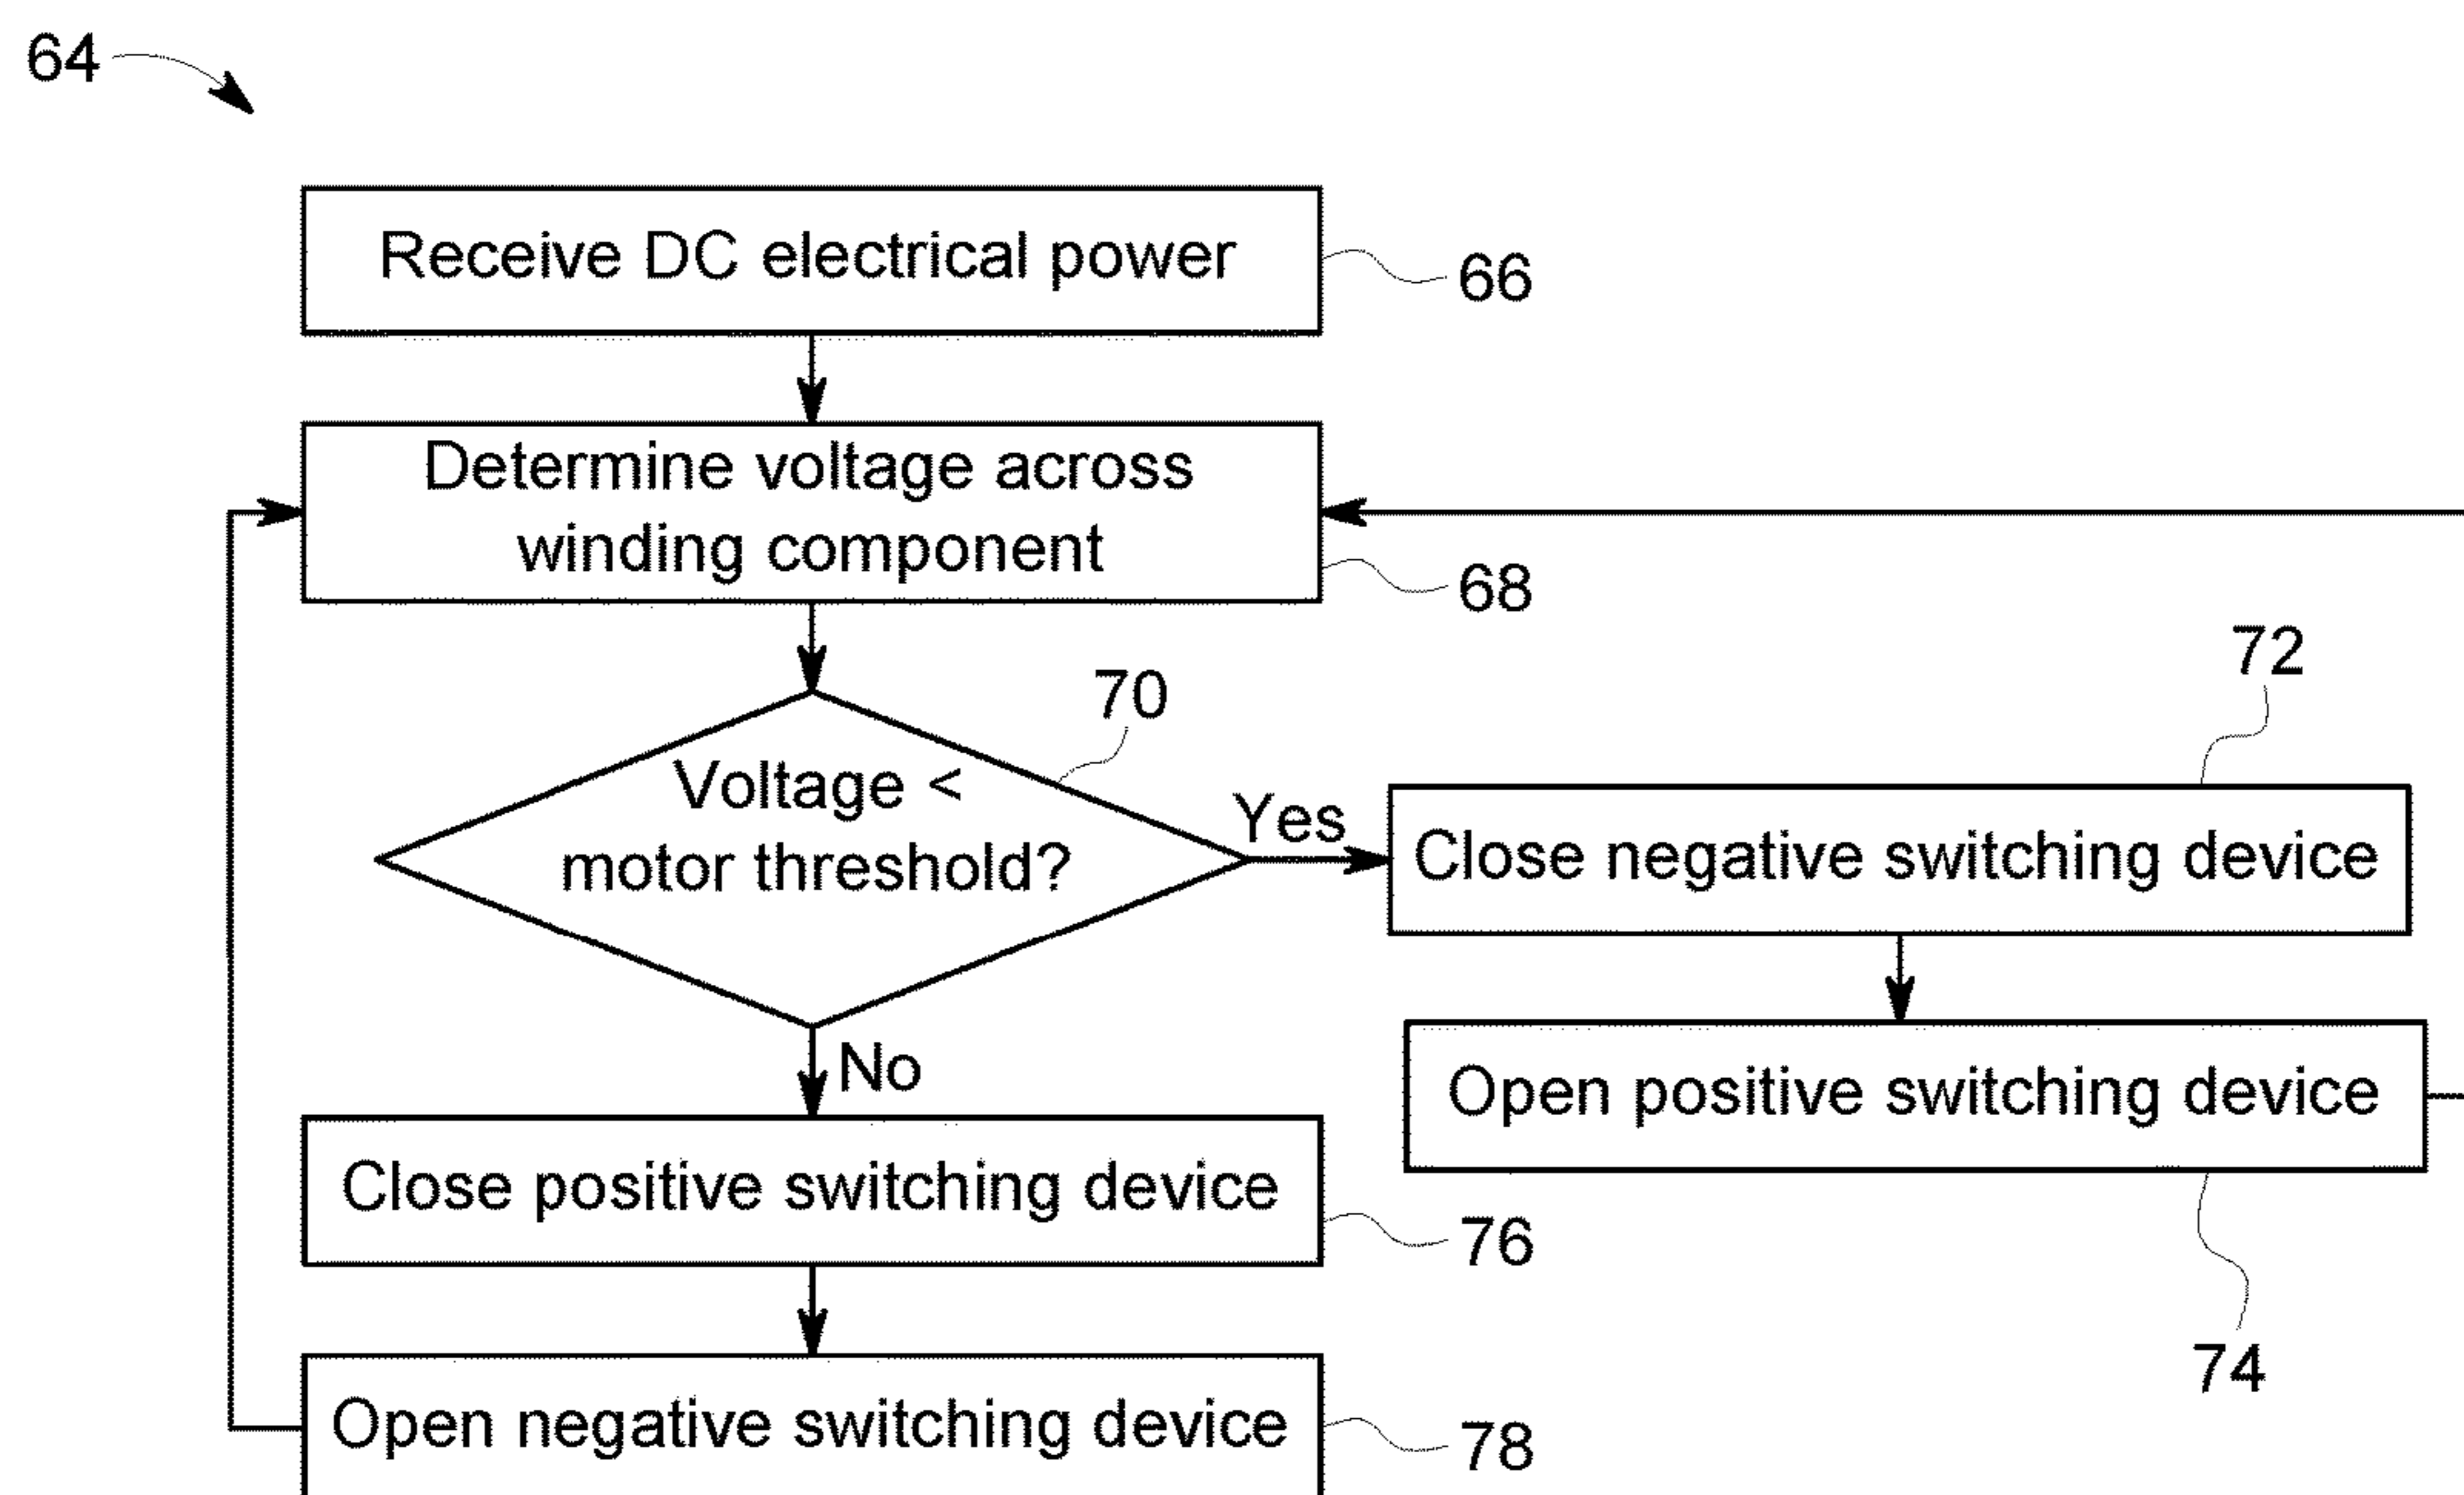 64
Receive DC electrical power
66
Determine voltage across
winding component
68
70
Voltage <
motor threshold?
Yes
72
Close negative switching device
Open positive switching device
74
No
Close positive switching device
76
Open negative switching device
78